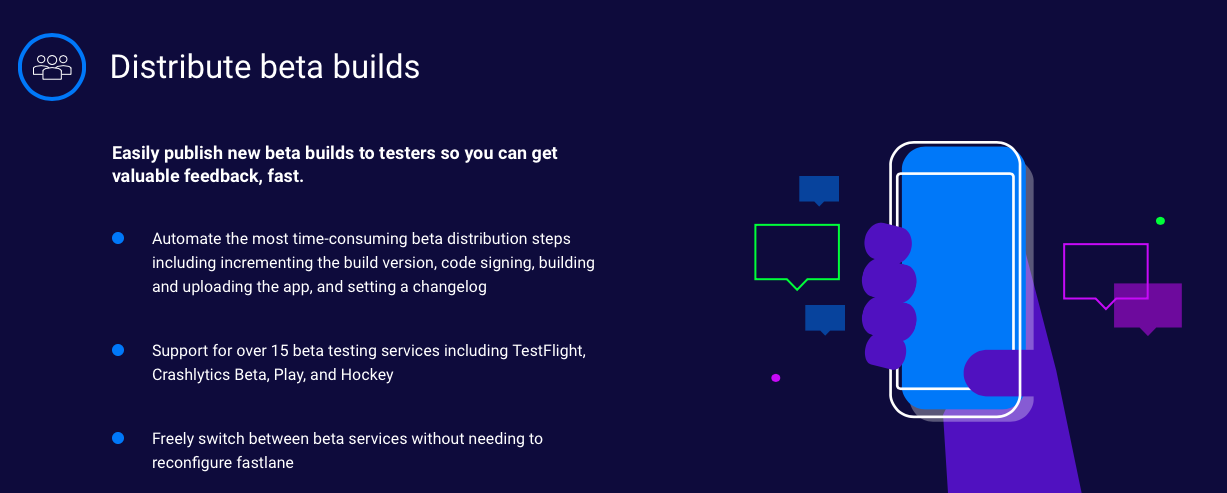 Distribute beta builds
Easily publish new beta builds to testers so you can get
valuable feedback, fast.
Automate the most time-consuming beta distribution steps
including incrementing the build version, code signing, building
and uploading the app, and setting a changelog
Support for over 15 beta testing services including TestFlight,
Crashlytics Beta, Play, and Hockey
Freely switch between beta services without needing to
reconfigure fastlane